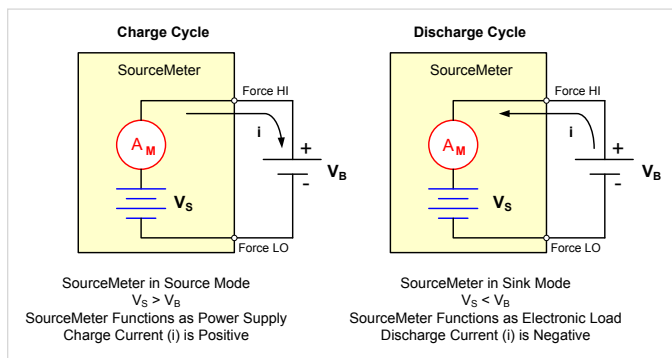 Charge Cycle
SourceMeter
Force HI
A M
i
+
-
V B
V S
Force LO
SourceMeter in Source Mode
V S > V B
SourceMeter Functions as Power Supply
Charge Current (i) is Positive
Discharge Cycle
SourceMeter
Force HI
A M
i
+
-
V B
V S
Force LO
SourceMeter in Sink Mode
V S < V B
SourceMeter Functions as Electronic Load
Discharge Current (i) is Negative